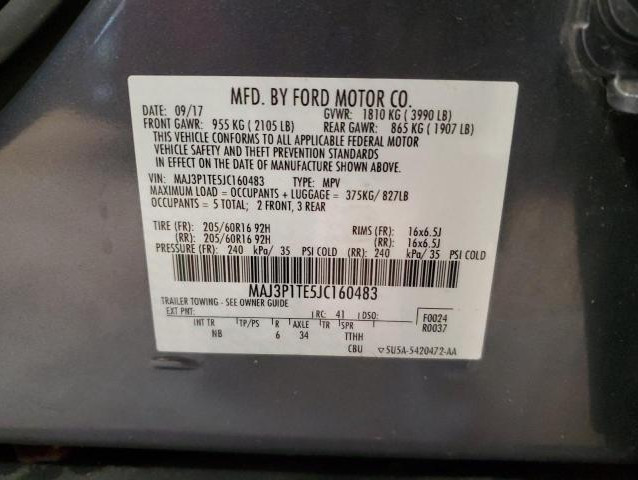 MFD. BY FORD MOTOR CO.
DATE: 09/17 GVWR: 1810 KG ( 3990 LB)
FRONT GAWR: 955 KG ( 2105 LB) REAR GAWR: 865 KG ( 1907 LB)
THIS VEHICLE CONFORMS TO ALL APPLICABLE FEDERAL MOTOR
VEHICLE SAFETY AND THEFT PREVENTION STANDARDS
IN EFFECT ON THE DATE OF MANUFACTURE SHOWN ABOVE.
VIN: MAJ3P1TE5JC160483 TYPE: MPV
MAXIMUM LOAD = OCCUPANTS + LUGGAGE = 375KG/ 827LB
OCCUPANTS = 5 TOTAL; 2 FRONT, 3 REAR
TIRE (FR): 205/60R16 92H RIMS (FR): 16x6.5J
(RR): 205/60R16 92H (RR): 16x6.5J
PRESSURE (FR): 240 kPa/ 35 PSI COLD (RR): 240 kPa/ 35 PSI COLD
MAJ3P1TE5JC160483
TRAILER TOWING - SEE OWNER GUIDE
EXT PNT: RC: 41 DSO: F0024
INT TR TP/PS R AXLE TR SPR R0037
NB 6 34 TTHH
CBU ▽ SU5A-5420472-AA